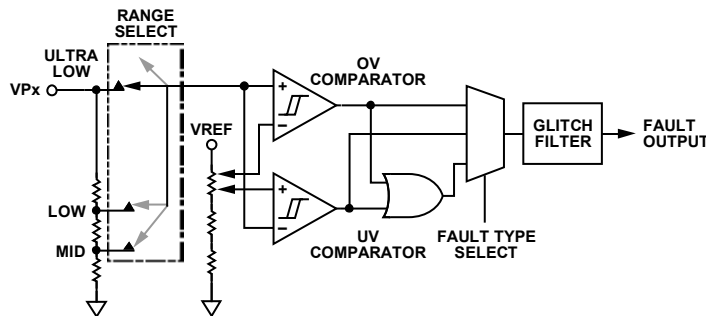 RANGE
SELECT
ULTRA
LOW
VPx
LOW
MID
VREF
+
–
OV
COMPARATOR
+
–
UV
COMPARATOR
FAULT TYPE
SELECT
GLITCH
FILTER
FAULT
OUTPUT